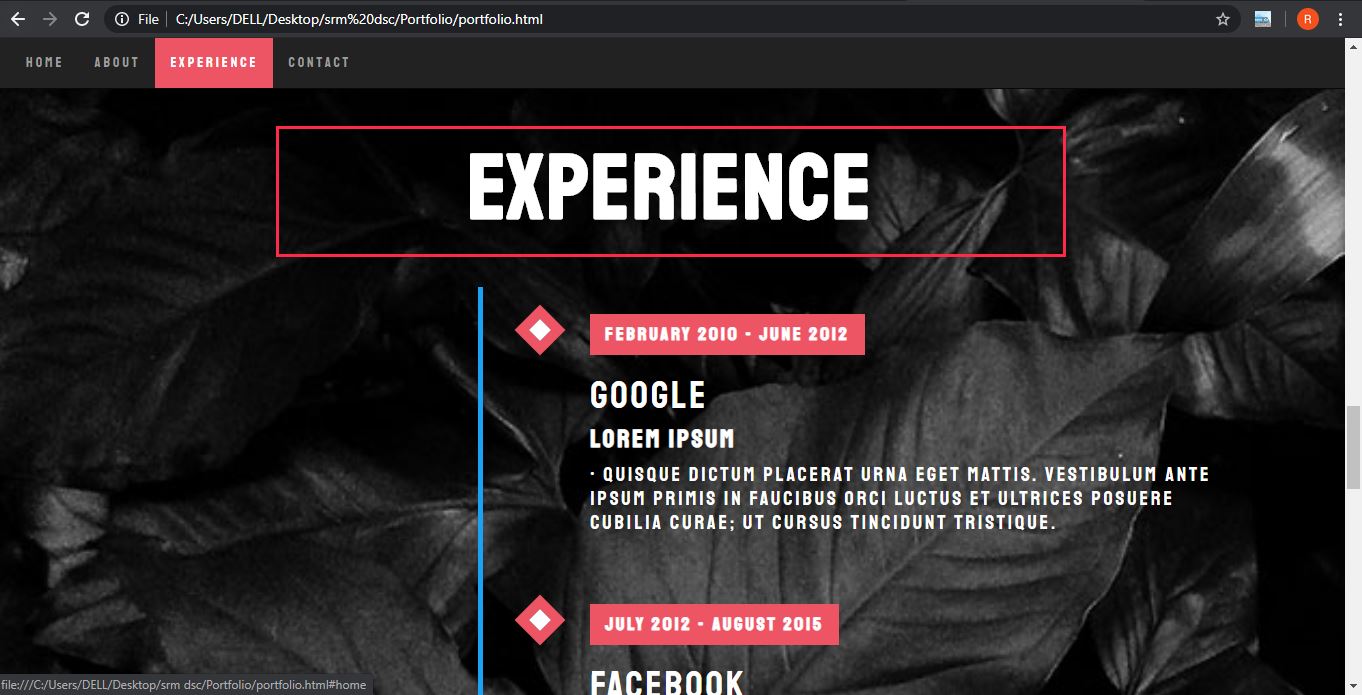 File C:/Users/DELL/Desktop/srm%20dsc/Portfolio/portfolio.html
R
HOME ABOUT EXPERIENCE CONTACT
EXPERIENCE
FEBRUARY 2010 - JUNE 2012
GOOGLE
LOREM IPSUM
· QUISQUE DICTUM PLACERAT URNA EGET MATTIS. VESTIBULUM ANTE
IPSUM PRIMIS IN FAUCIBUS ORCI LUCTUS ET ULTRICES POSUERE
CUBILIA CURAE; UT CURSUS TINCIDUNT TRISTIQUE.
JULY 2012 - AUGUST 2015
FACEBOOK
file:///C:/Users/DELL/Desktop/srm dsc/Portfolio/portfolio.html#home